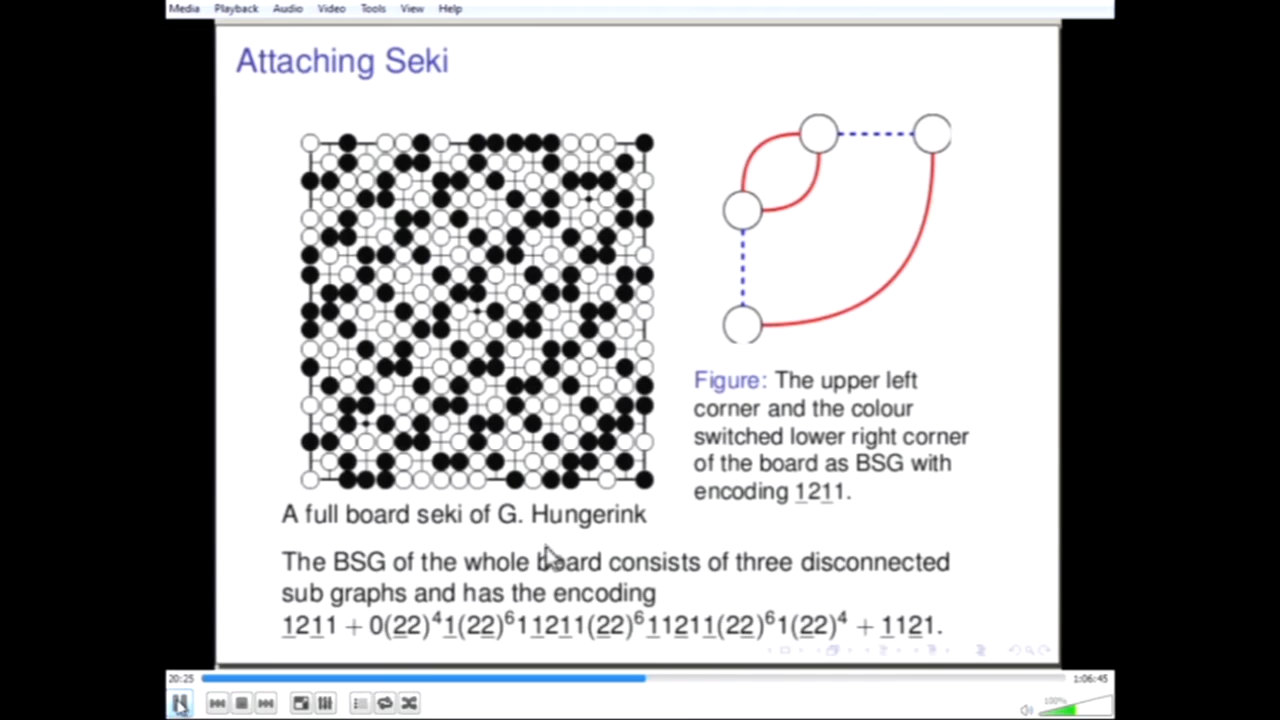 Media Playback Audio Video Tools View Help
Attaching Seki
A full board seki of G. Hungerink
Figure: The upper left
corner and the colour
switched lower right corner
of the board as BSG with
encoding 1211.
The BSG of the whole board consists of three disconnected
sub graphs and has the encoding
1211 + 0(22)⁴1(22)⁶11211(22)⁶11211(22)⁶1(22)⁴ + 1121.
20:25 1:06:45
100%